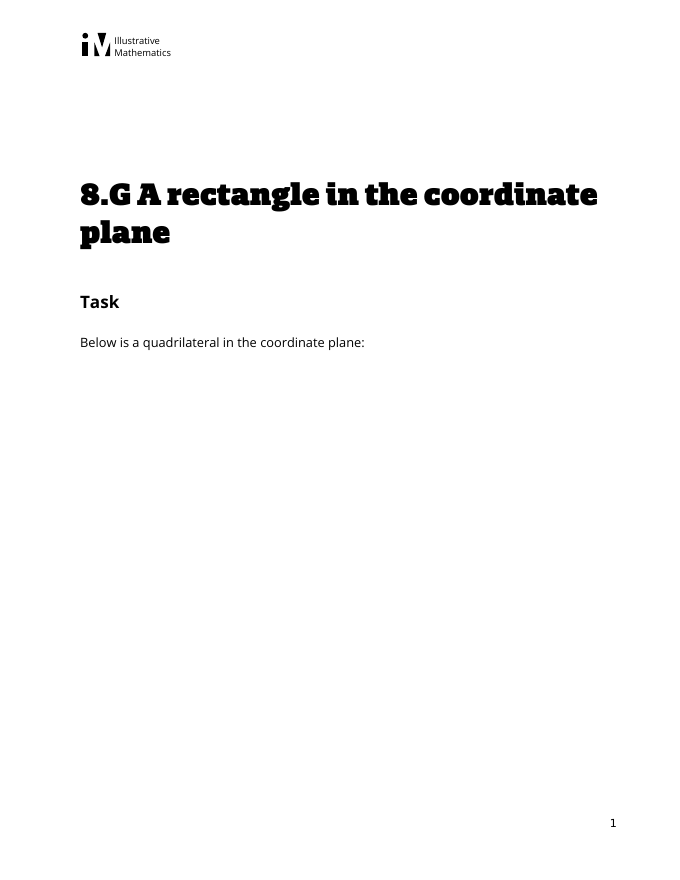 Illustrative
Mathematics
8.G A rectangle in the coordinate
plane
Task
Below is a quadrilateral in the coordinate plane:
1